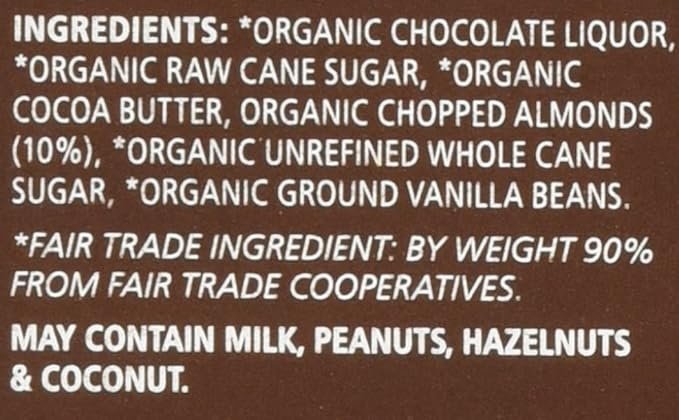 INGREDIENTS: *ORGANIC CHOCOLATE LIQUOR,
*ORGANIC RAW CANE SUGAR, *ORGANIC
COCOA BUTTER, ORGANIC CHOPPED ALMONDS
(10%), *ORGANIC UNREFINED WHOLE CANE
SUGAR, *ORGANIC GROUND VANILLA BEANS.
*FAIR TRADE INGREDIENT: BY WEIGHT 90%
FROM FAIR TRADE COOPERATIVES.
MAY CONTAIN MILK, PEANUTS, HAZELNUTS
& COCONUT.